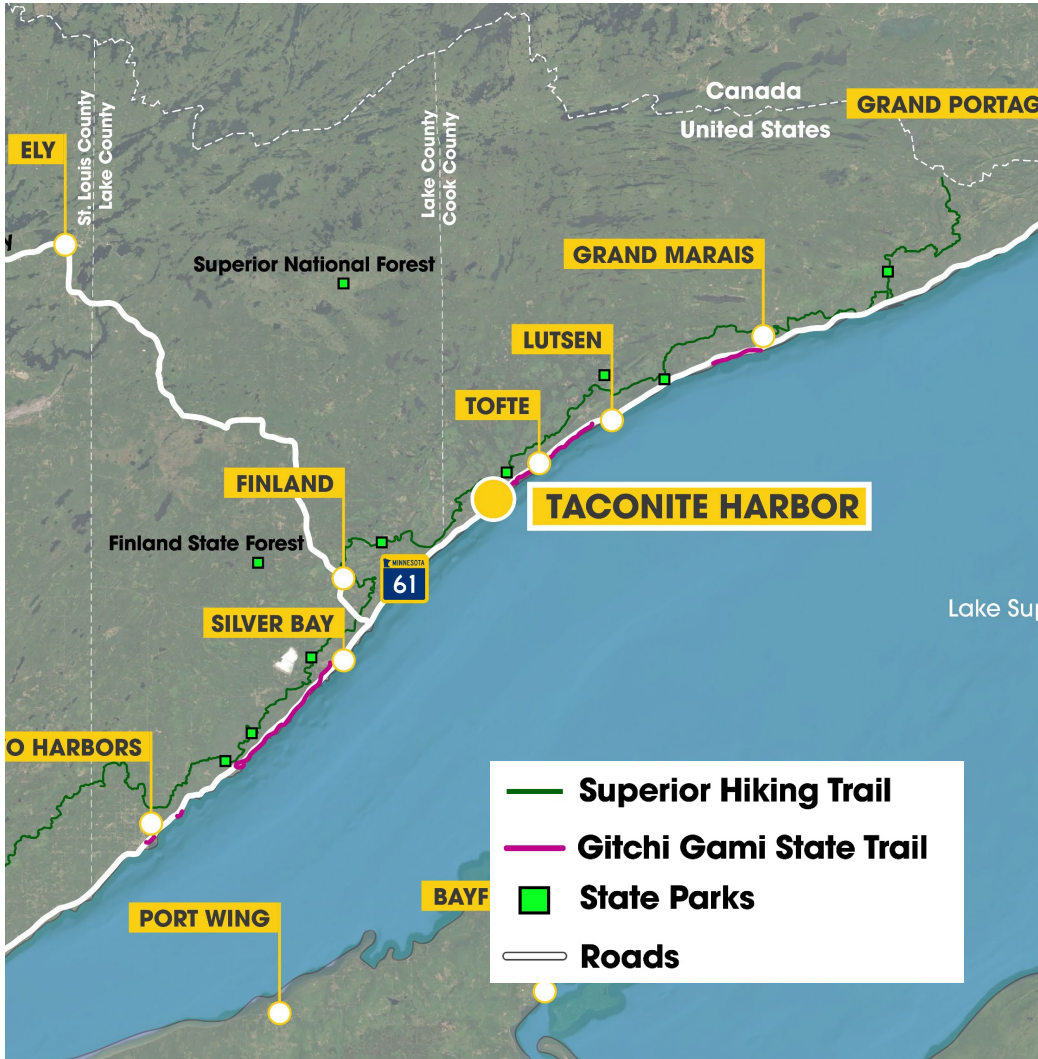 Canada
GRAND PORTAG
United States
ELY
St. Louis County
Lake County
Lake County
Cook County
y
Superior National Forest
GRAND MARAIS
LUTSEN
TOFTE
FINLAND
TACONITE HARBOR
Finland State Forest
MINNESOTA
61
SILVER BAY
Lake Sup
O HARBORS
Superior Hiking Trail
Gitchi Gami State Trail
State Parks
Roads
BAYF
PORT WING